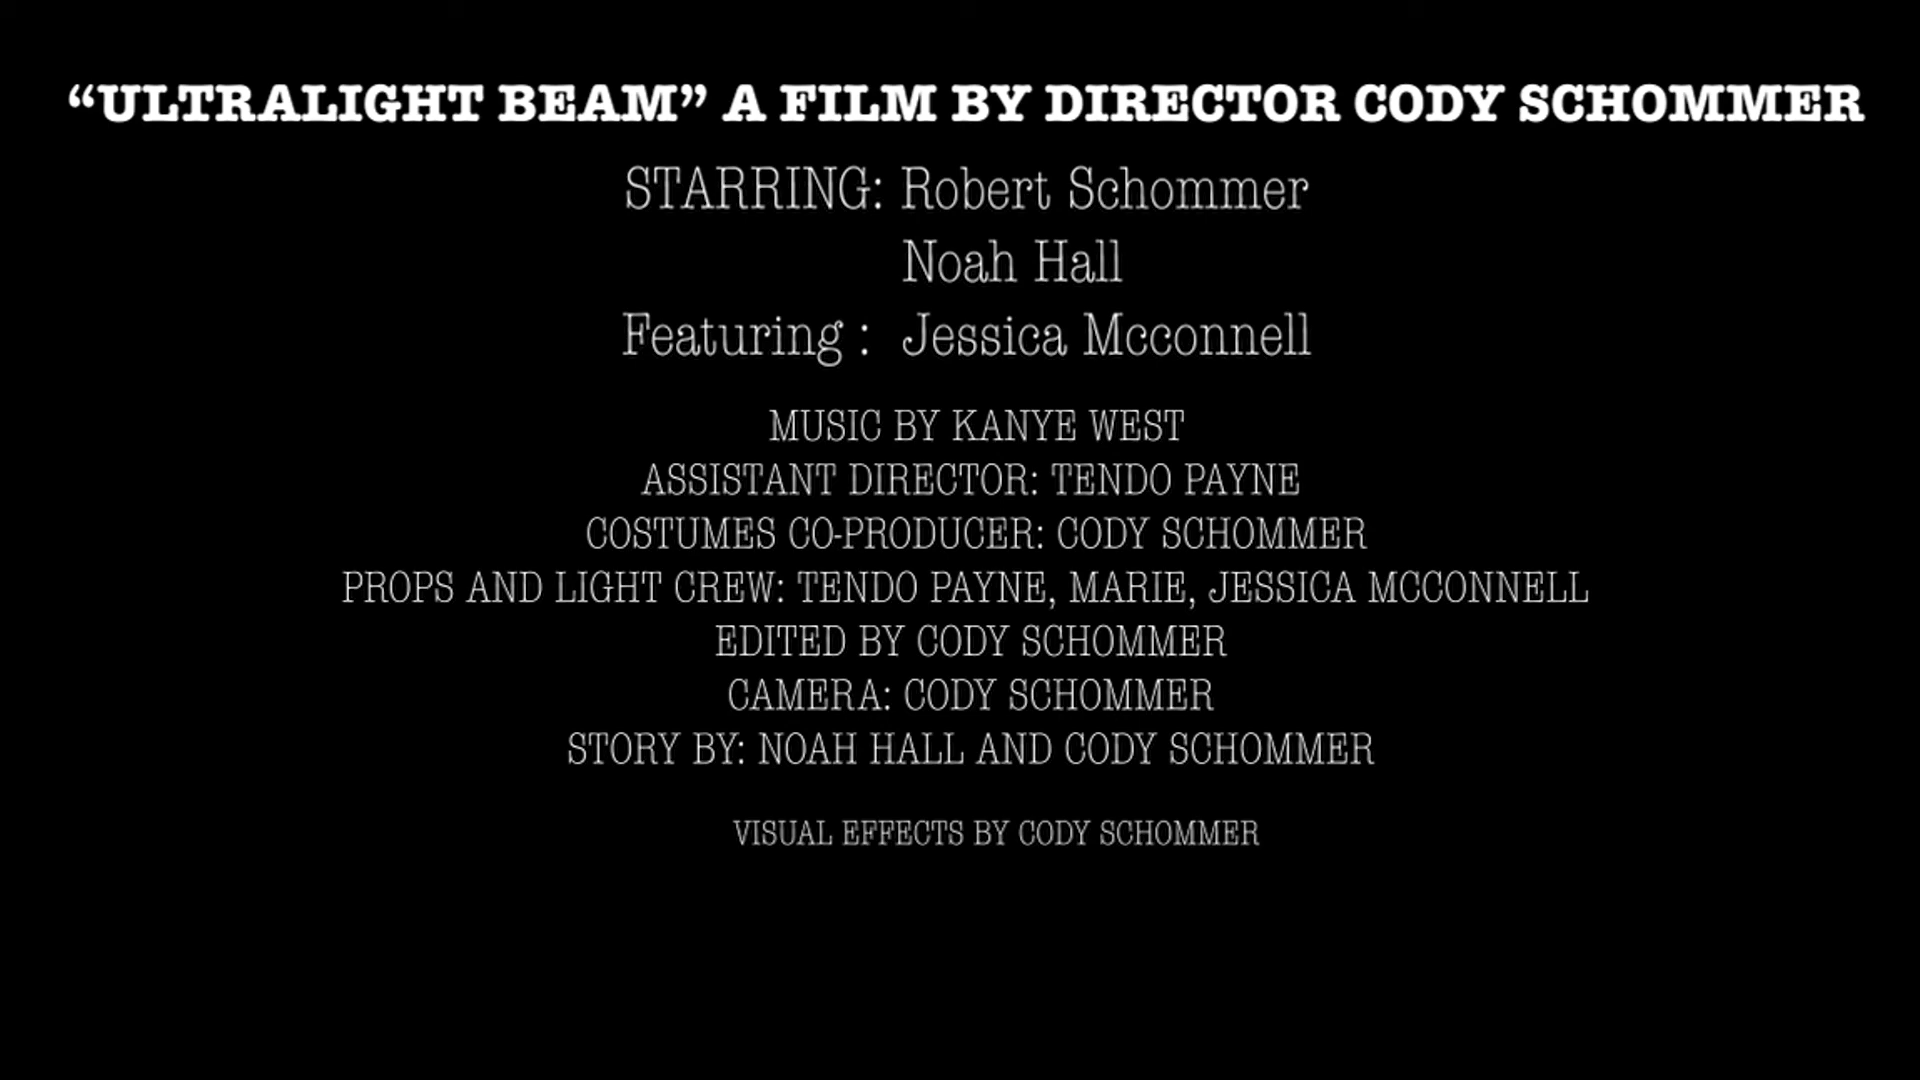 “ULTRALIGHT BEAM” A FILM BY DIRECTOR CODY SCHOMMER
STARRING: Robert Schommer
Noah Hall
Featuring : Jessica Mcconnell
MUSIC BY KANYE WEST
ASSISTANT DIRECTOR: TENDO PAYNE
COSTUMES CO-PRODUCER: CODY SCHOMMER
PROPS AND LIGHT CREW: TENDO PAYNE, MARIE, JESSICA MCCONNELL
EDITED BY CODY SCHOMMER
CAMERA: CODY SCHOMMER
STORY BY: NOAH HALL AND CODY SCHOMMER
VISUAL EFFECTS BY CODY SCHOMMER